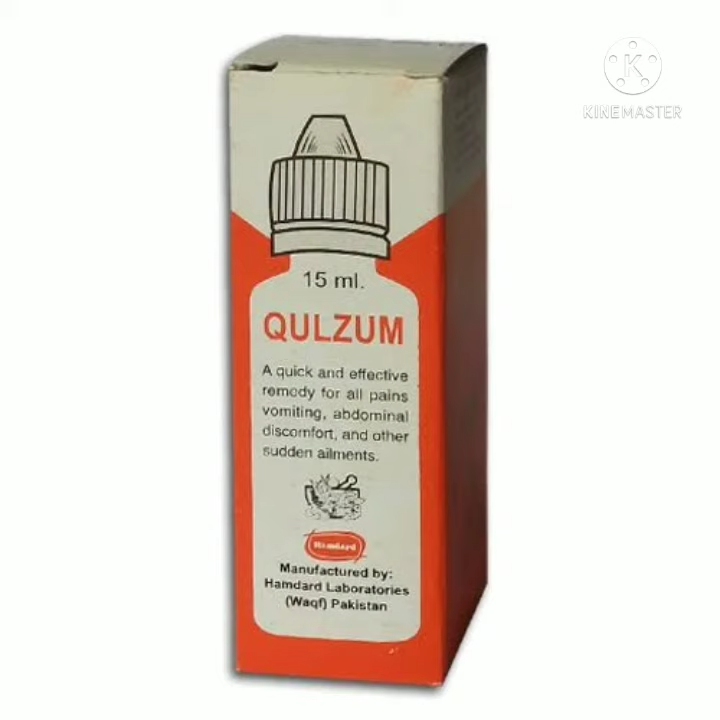 KINEMASTER
15 ml.
QULZUM
A quick and effective
remedy for all pains
vomiting, abdominal
discomfort, and other
sudden ailments.
Hamdard
Manufactured by:
Hamdard Laboratories
(Waqf) Pakistan